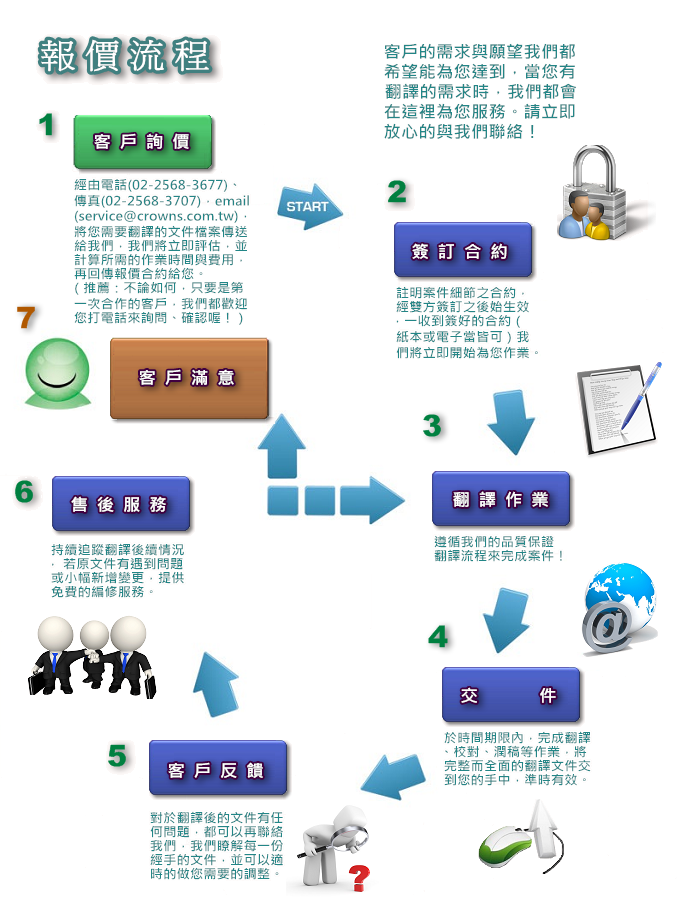 報價流程
客戶的需求與願望我們都
希望能為您達到，當您有
翻譯的需求時，我們都會
在這裡為您服務。請立即
放心的與我們聯絡！
1
客戶詢價
經由電話(02-2568-3677)、
傳真(02-2568-3707)，email
(service@crowns.com.tw)，
將您需要翻譯的文件檔案傳送
給我們，我們將立即評估，並
計算所需的作業時間與費用，
再回傳報價合約給您。
（推薦：不論如何，只要是第
一次合作的客戶，我們都歡迎
您打電話來詢問、確認喔！）
START
2
簽訂合約
註明案件細節之合約，
經雙方簽訂之後始生效
，一收到簽好的合約（
紙本或電子當皆可）我
們將立即開始為您作業。
7
客戶滿意
3
翻譯作業
遵循我們的品質保證
翻譯流程來完成案件！
6
售後服務
持續追蹤翻譯後續情況
，若原文件有遇到問題
或小幅新增變更，提供
免費的編修服務。
4
交件
於時間期限內，完成翻譯
、校對、潤稿等作業，將
完整而全面的翻譯文件交
到您的手中，準時有效。
5
客戶反饋
對於翻譯後的文件有任
何問題，都可以再聯絡
我們，我們瞭解每一份
經手的文件，並可以適
時的做您需要的調整。
@
?